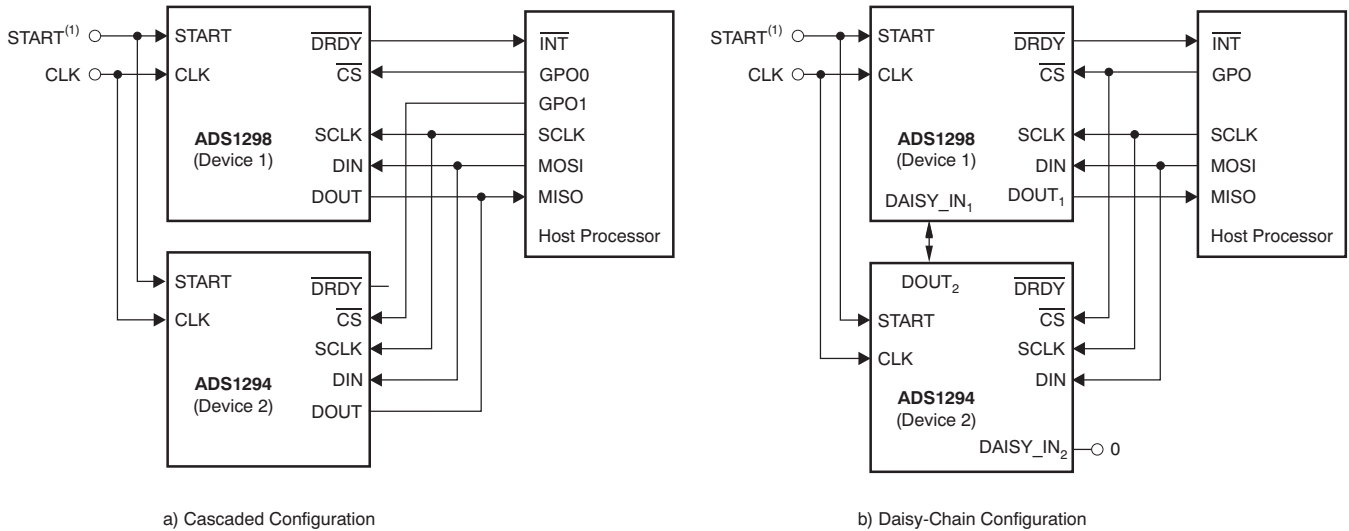 START(1)
CLK
START
CLK
ADS1298
(Device 1)
DRDY
CS
SCLK
DIN
DOUT
INT
GPO0
GPO1
SCLK
MOSI
MISO
Host Processor
START
CLK
ADS1294
(Device 2)
DRDY
CS
SCLK
DIN
DOUT
a) Cascaded Configuration
START(1)
CLK
START
CLK
ADS1298
(Device 1)
DAISY_IN1
DRDY
CS
SCLK
DIN
DOUT1
INT
GPO
SCLK
MOSI
MISO
Host Processor
DOUT2
START
CLK
ADS1294
(Device 2)
DRDY
CS
SCLK
DIN
DAISY_IN2
0
b) Daisy-Chain Configuration